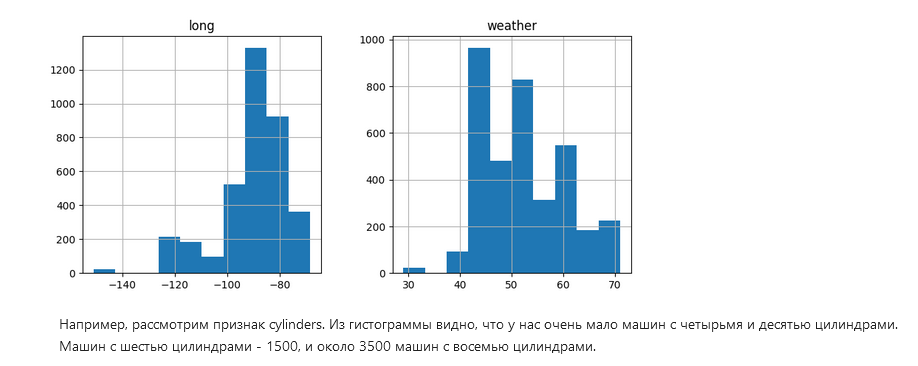 long weather
1200
1000
800
600
400
200
0
−140 −120 −100 −80
1000
800
600
400
200
0
30 40 50 60 70
Например, рассмотрим признак cylinders. Из гистограммы видно, что у нас очень мало машин с четырьмя и десятью цилиндрами.
Машин с шестью цилиндрами - 1500, и около 3500 машин с восемью цилиндрами.